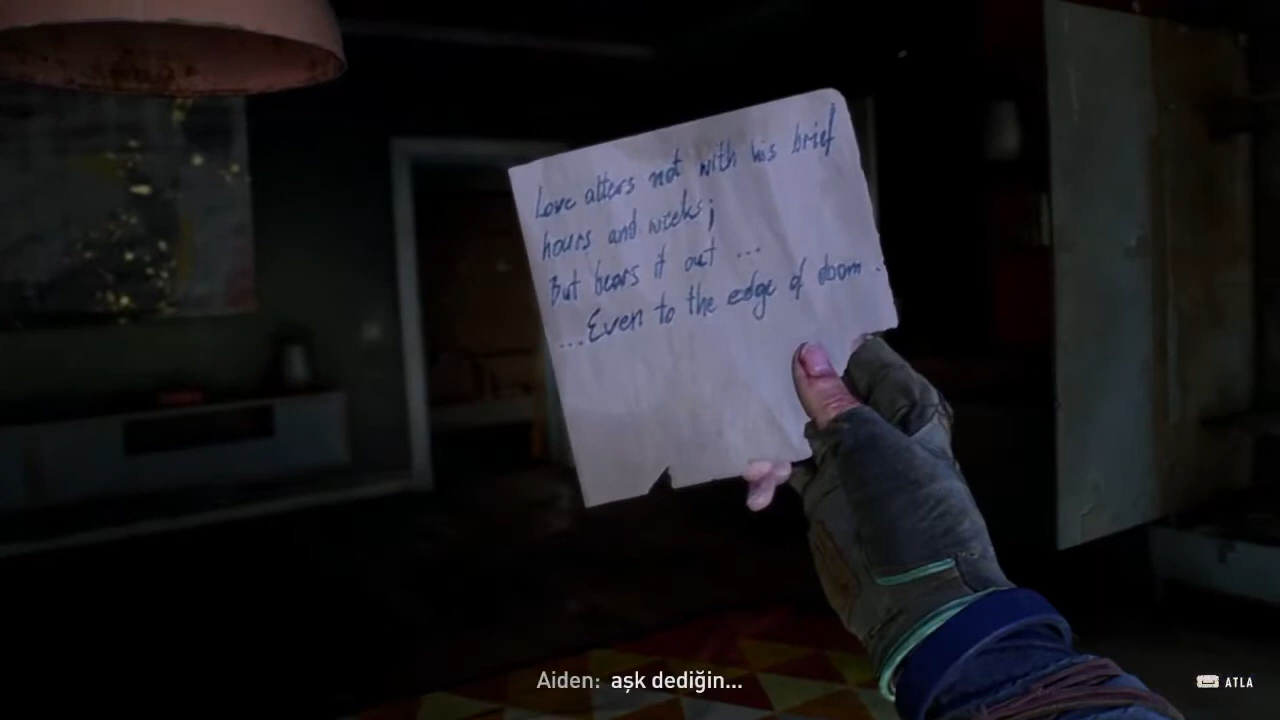 Love alters not with his brief
hours and weeks;
But bears it out ...
...Even to the edge of doom.
Aiden: aşk dediğin...
ATLA